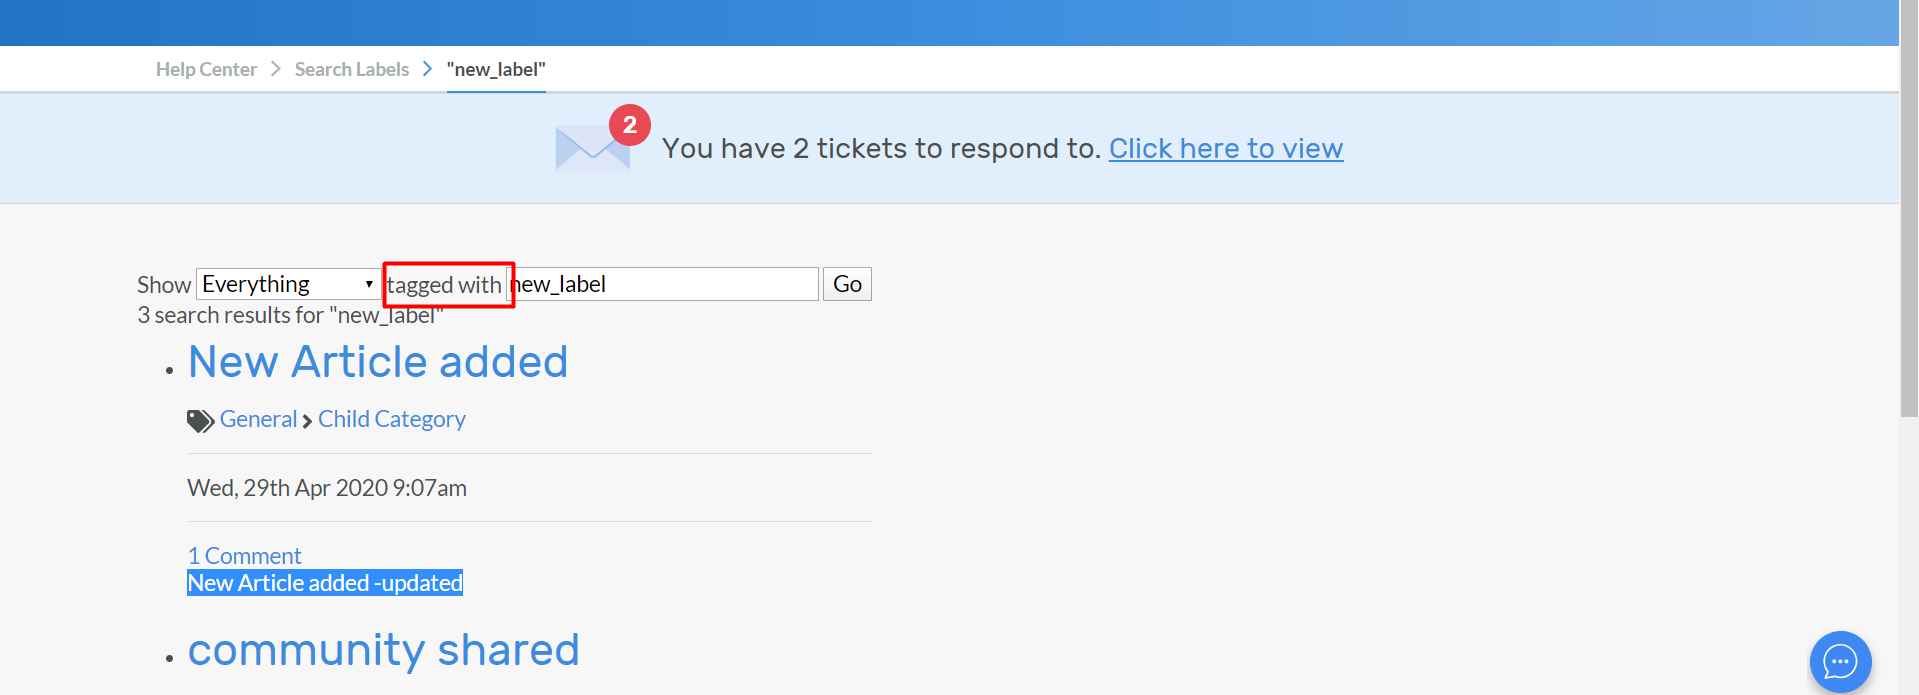 Help Center > Search Labels > "new_label"
2
You have 2 tickets to respond to. Click here to view
Show Everything tagged with new_label Go
3 search results for "new_label"
New Article added
General > Child Category
Wed, 29th Apr 2020 9:07am
1 Comment
New Article added -updated
community shared